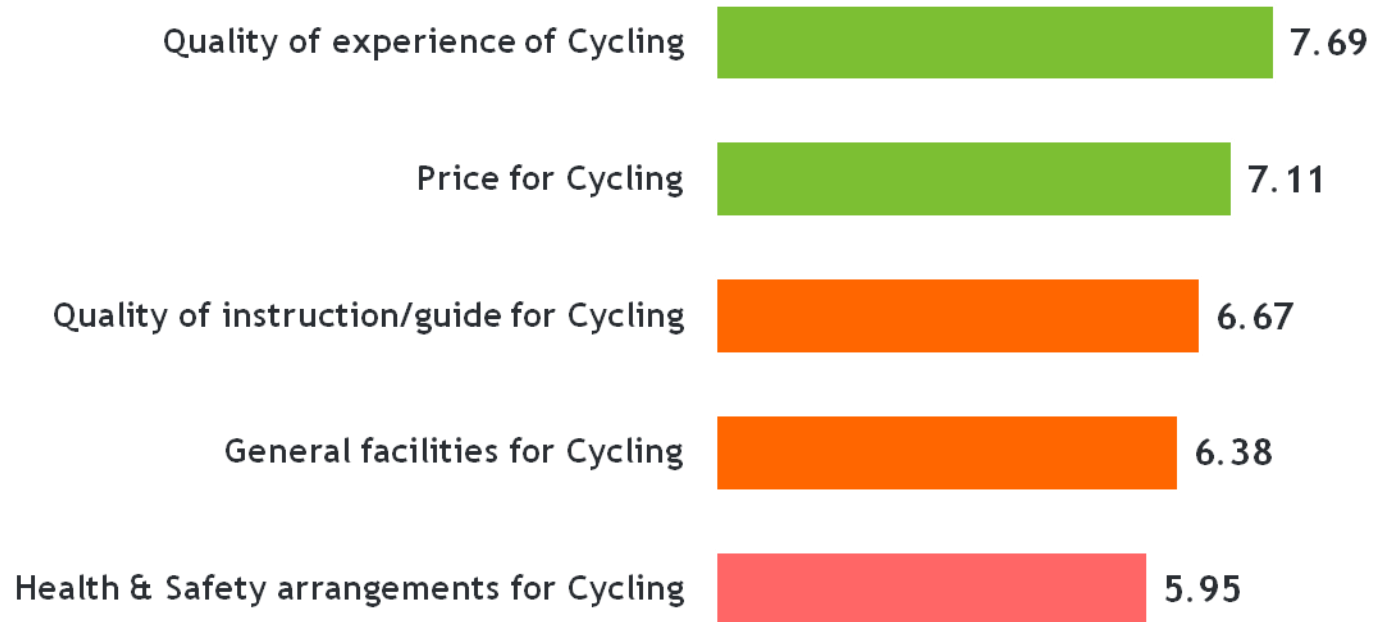 Quality of experience of Cycling 7.69
Price for Cycling 7.11
Quality of instruction/guide for Cycling 6.67
General facilities for Cycling 6.38
Health & Safety arrangements for Cycling 5.95